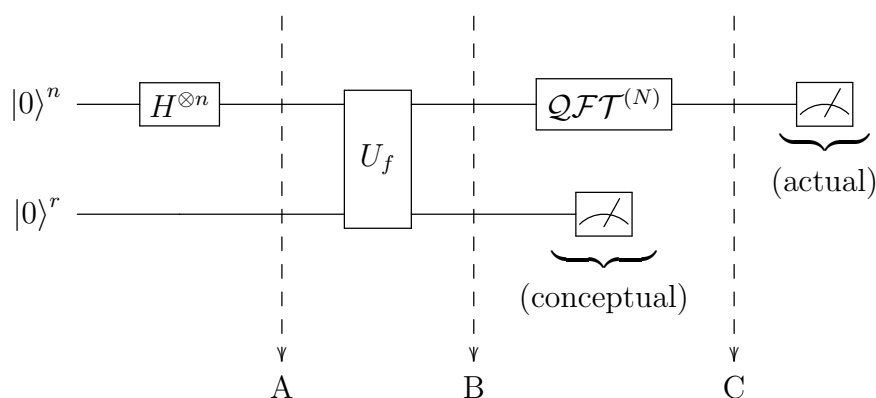 |0⟩ⁿ H^{⊗n} 𝒬ℱ𝒯^{(N)}
U_f
(actual)
|0⟩ʳ
(conceptual)
A B C